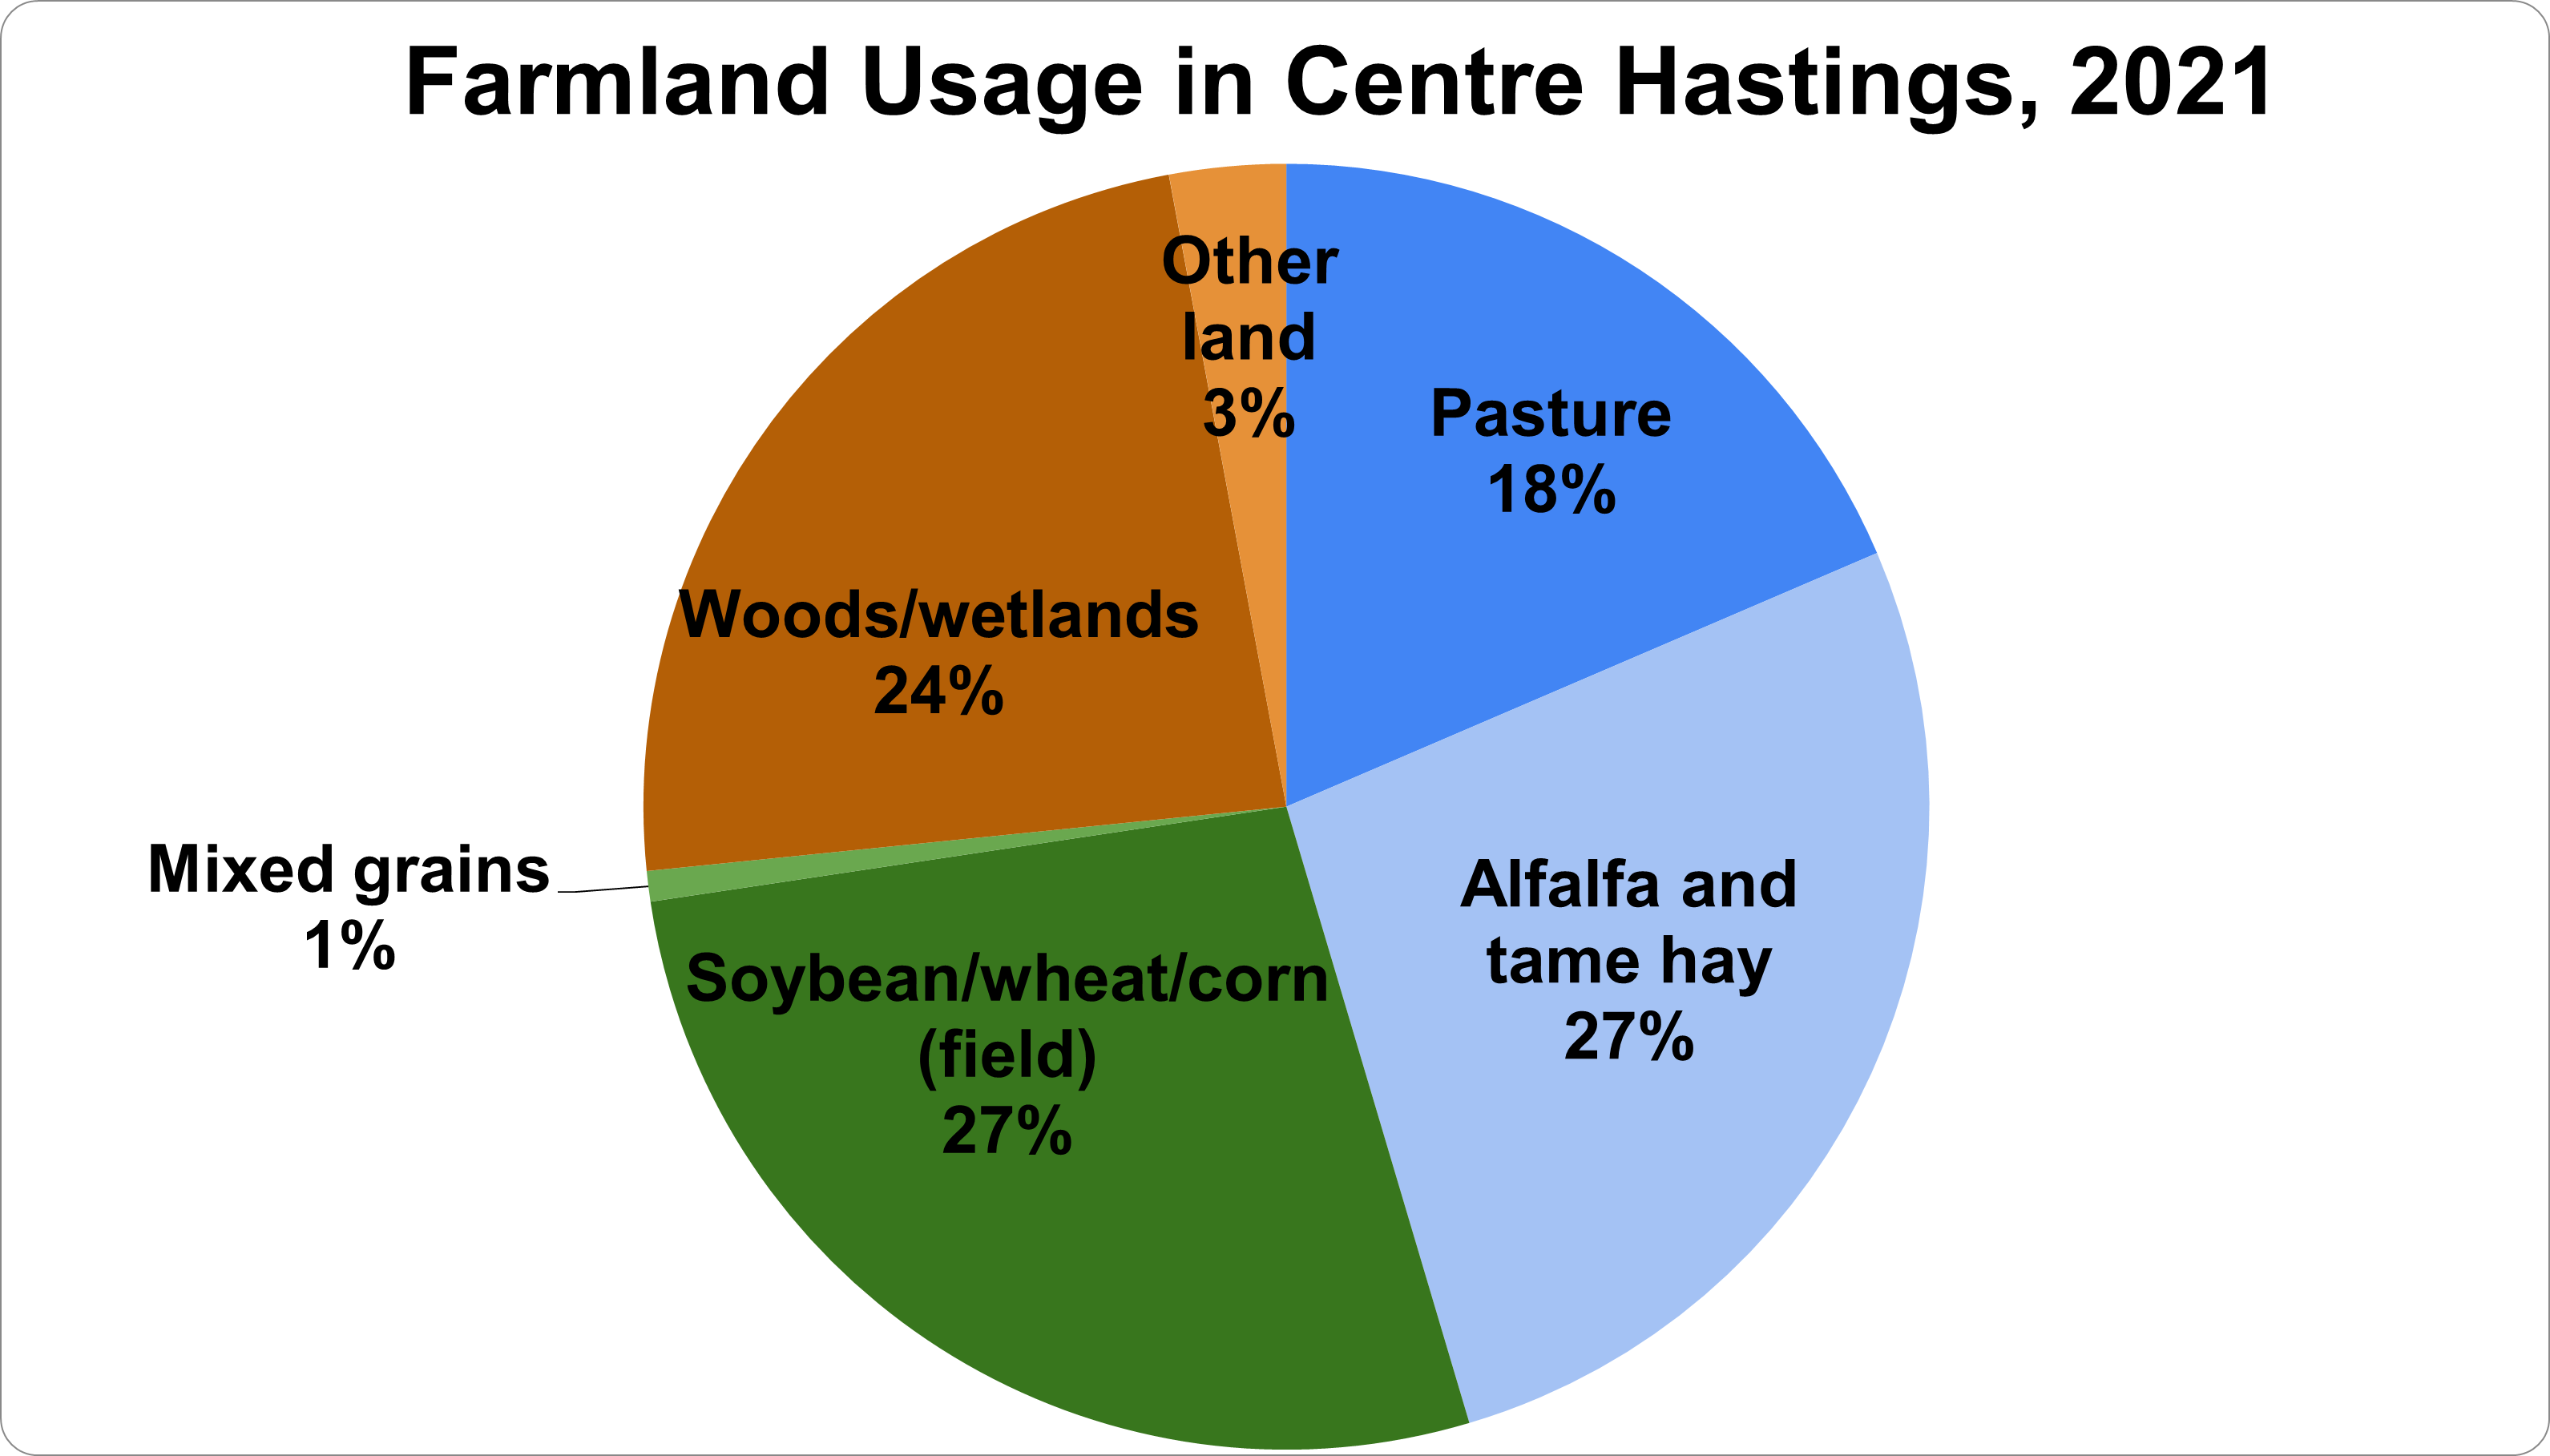 Farmland Usage in Centre Hastings, 2021
Other
land
3%
Pasture
18%
Woods/wetlands
24%
Mixed grains
1%
Alfalfa and
tame hay
27%
Soybean/wheat/corn
(field)
27%